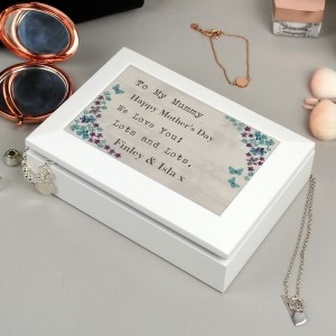 To My Mummy
Happy Mother's Day
We Love You!
Lots and Lots,
Finley & Isla x